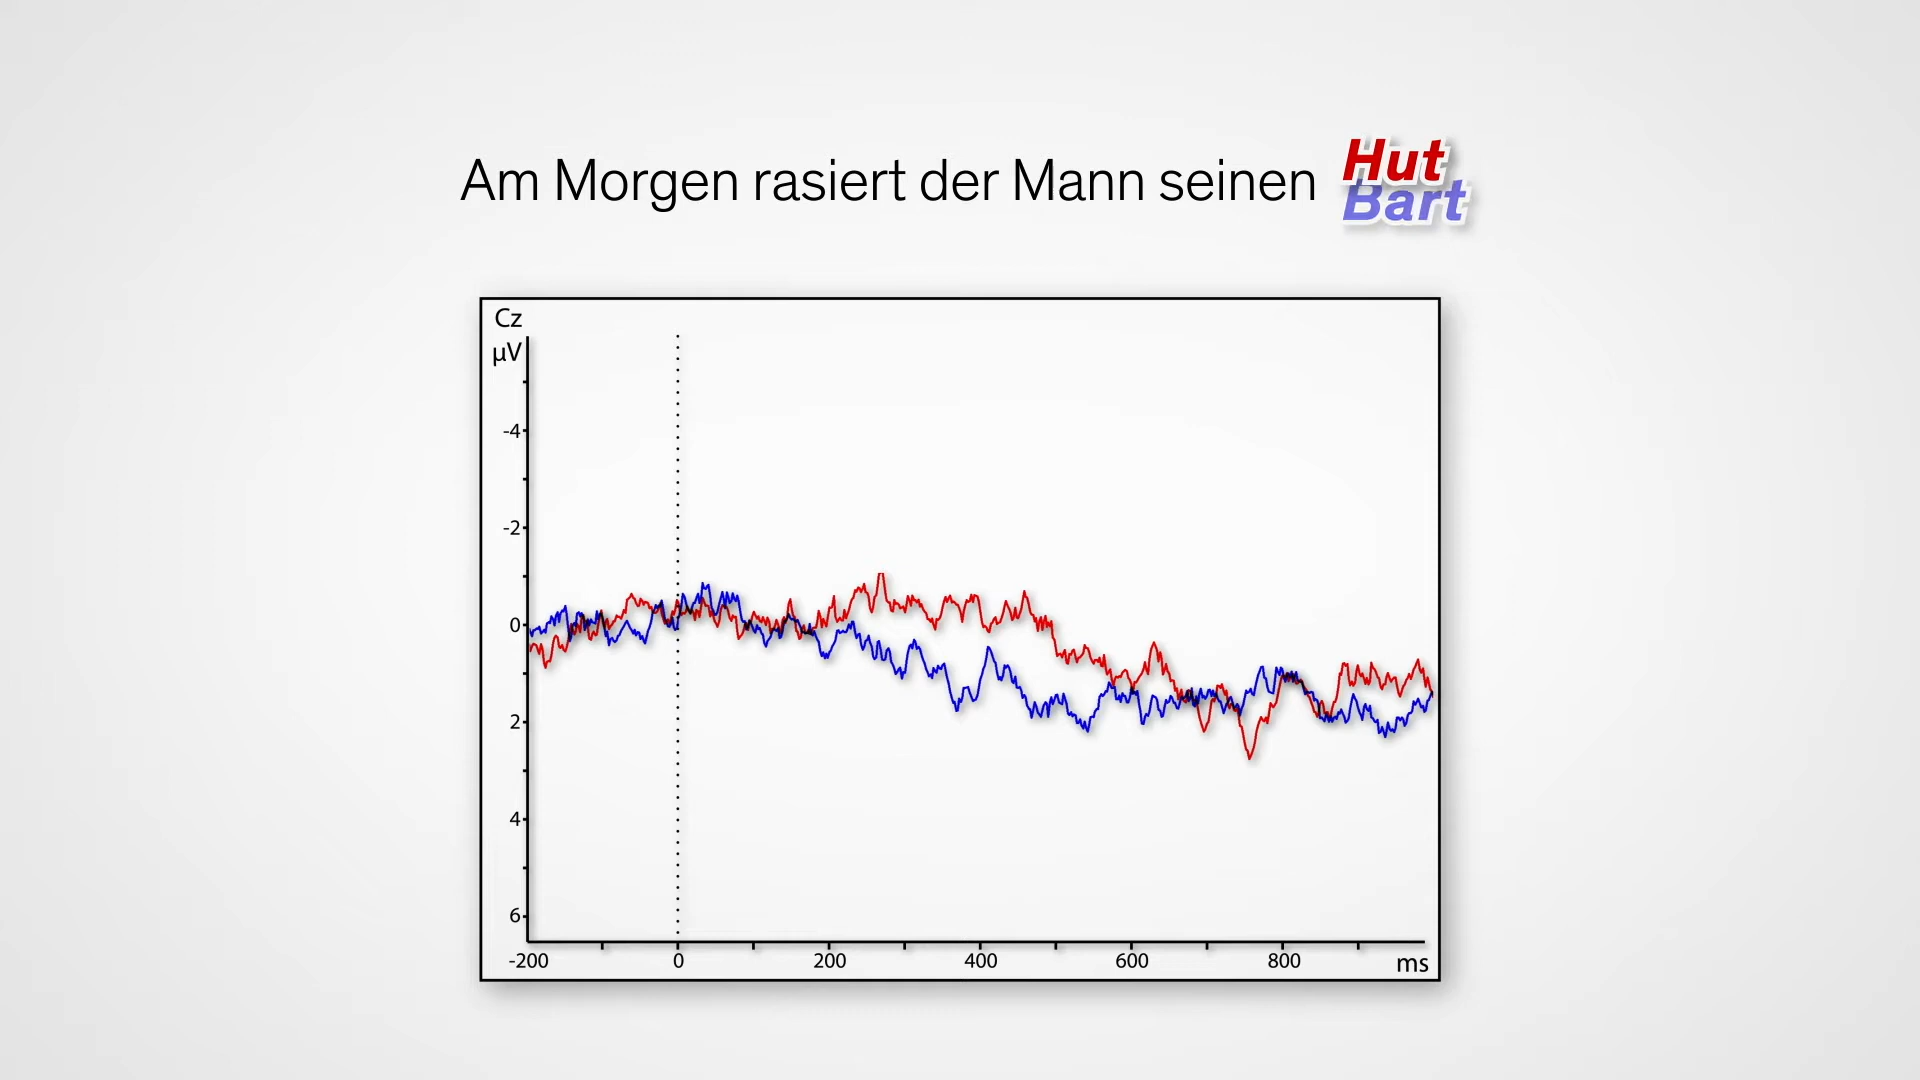 Am Morgen rasiert der Mann seinen Hut
Bart
Cz
µV
-4
-2
0
2
4
6
-200 0 200 400 600 800 ms